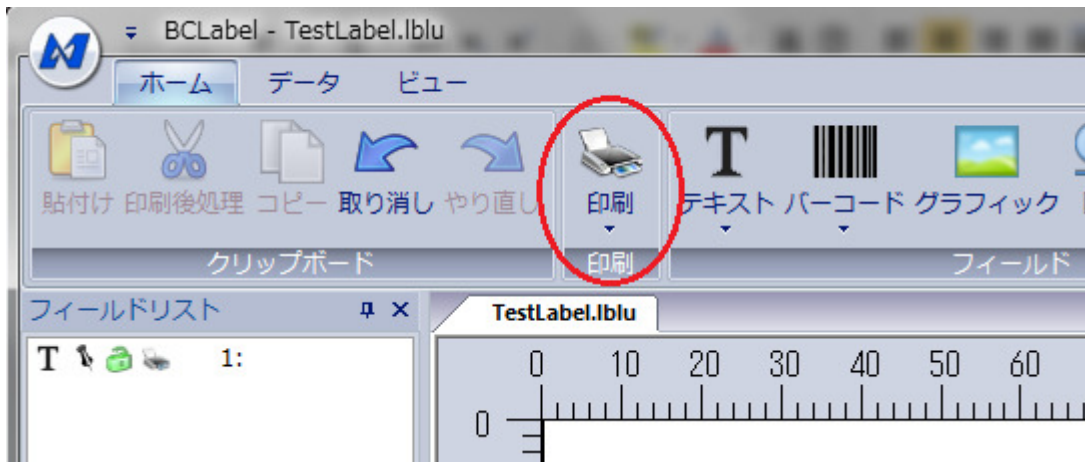 BCLabel - TestLabel.lblu
ホーム データ ビュー
貼付け 印刷後処理 コピー 取り消し やり直し 印刷 テキスト バーコード グラフィック
クリップボード 印刷 フィールド
フィールドリスト
TestLabel.lblu
T 1:
0 10 20 30 40 50 60
0